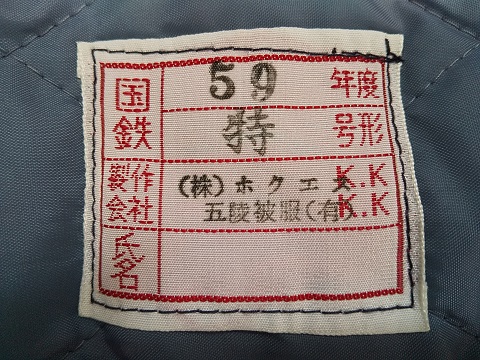 国鉄 59 年度
特 号形
製作会社 (株)ホクエス K.K
五陵被服(有) K.K
氏名